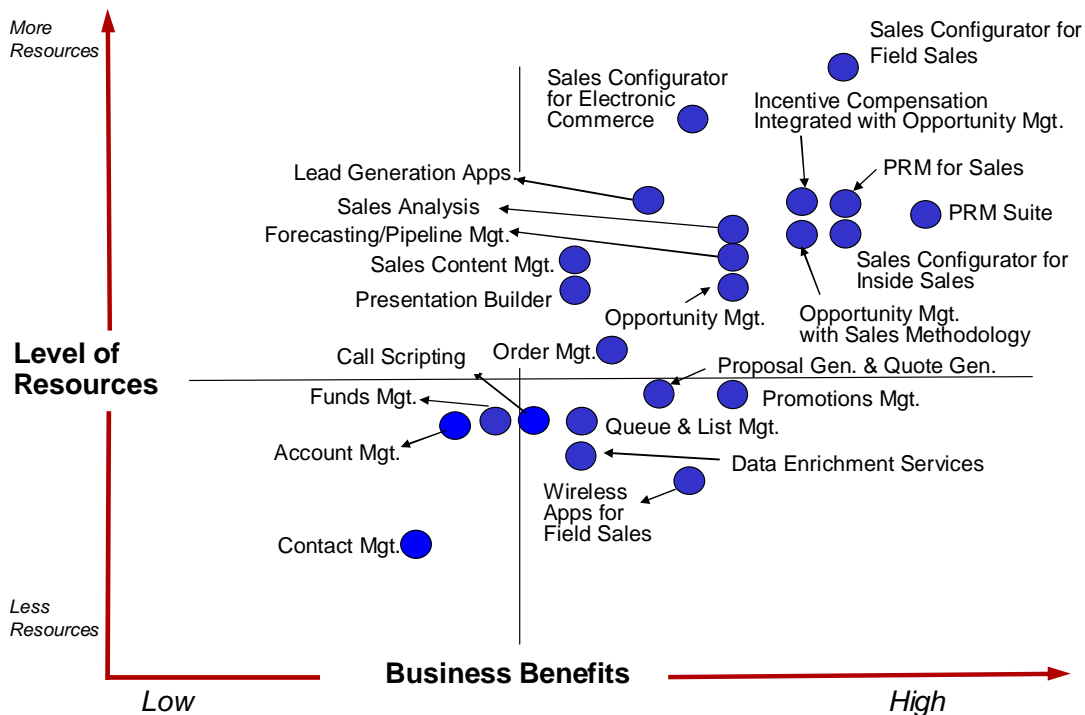 More
Resources
Sales Configurator for
Field Sales
Sales Configurator
for Electronic
Commerce
Incentive Compensation
Integrated with Opportunity Mgt.
Lead Generation Apps.
PRM for Sales
Sales Analysis
PRM Suite
Forecasting/Pipeline Mgt.
Sales Content Mgt.
Sales Configurator for
Inside Sales
Presentation Builder
Opportunity Mgt.
Opportunity Mgt.
with Sales Methodology
Level of
Resources
Call Scripting
Order Mgt.
Proposal Gen. & Quote Gen.
Funds Mgt.
Promotions Mgt.
Queue & List Mgt.
Account Mgt.
Data Enrichment Services
Wireless
Apps for
Field Sales
Contact Mgt.
Less
Resources
Business Benefits
Low
High